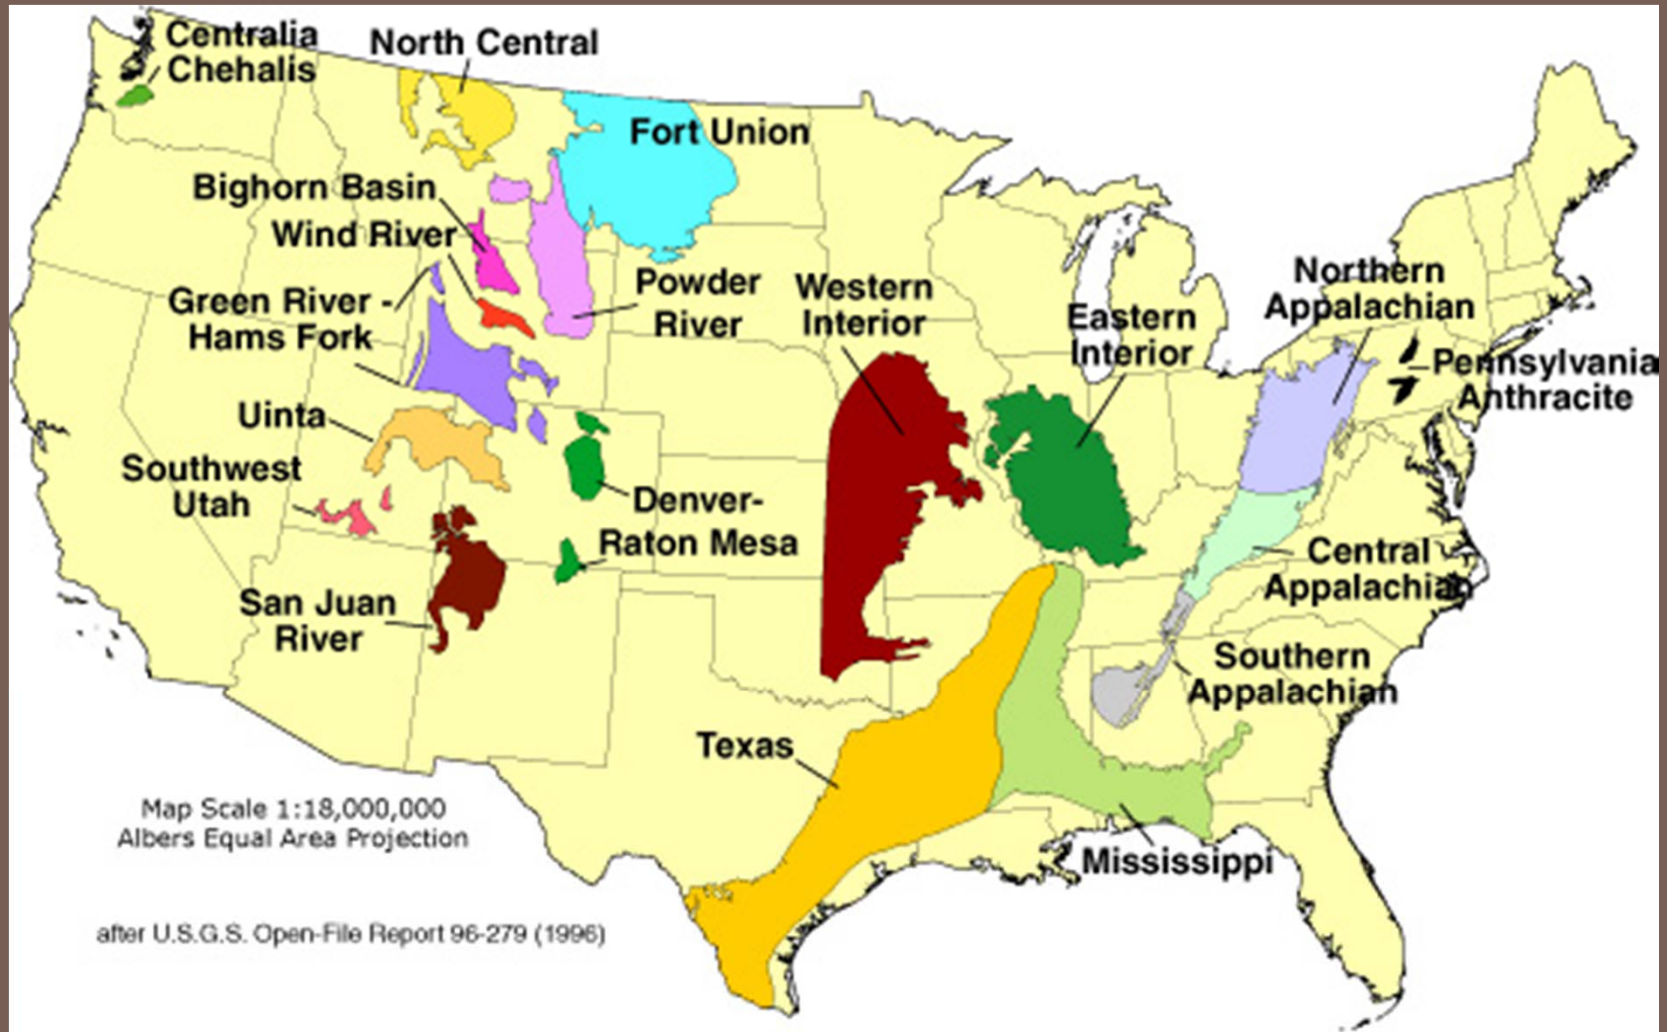 Centralia
Chehalis
North Central
Fort Union
Bighorn Basin
Wind River
Green River -
Hams Fork
Powder
River
Western
Interior
Eastern
Interior
Northern
Appalachian
Pennsylvania
Anthracite
Uinta
Southwest
Utah
Denver-
Raton Mesa
San Juan
River
Central
Appalachian
Southern
Appalachian
Texas
Mississippi
Map Scale 1:18,000,000
Albers Equal Area Projection
after U.S.G.S. Open-File Report 96-279 (1996)